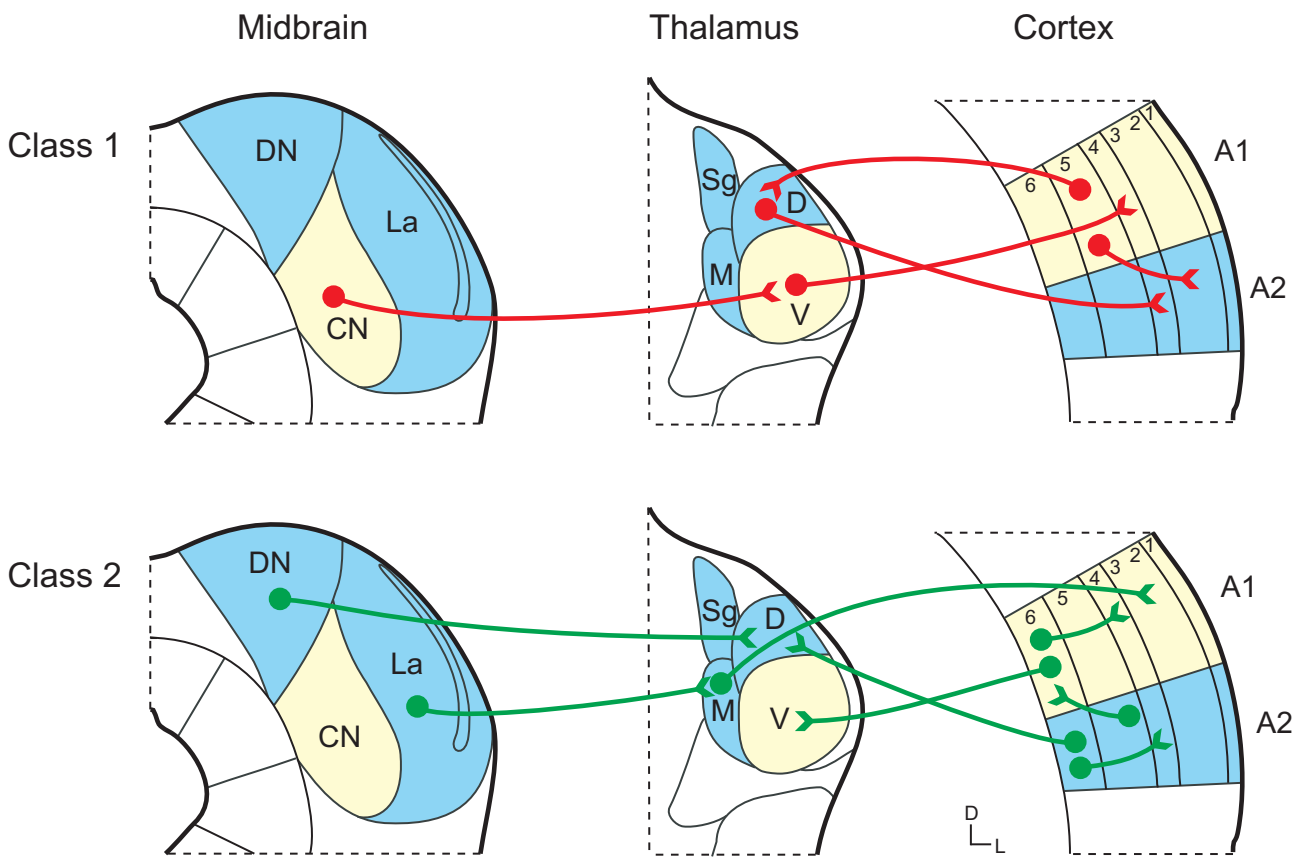 Midbrain Thalamus Cortex
Class 1
DN
La
CN
Sg
D
M
V
6 5 4 3 2 1
A1
A2
Class 2
DN
La
CN
Sg
D
M
V
6 5 4 3 2 1
A1
A2
D
L